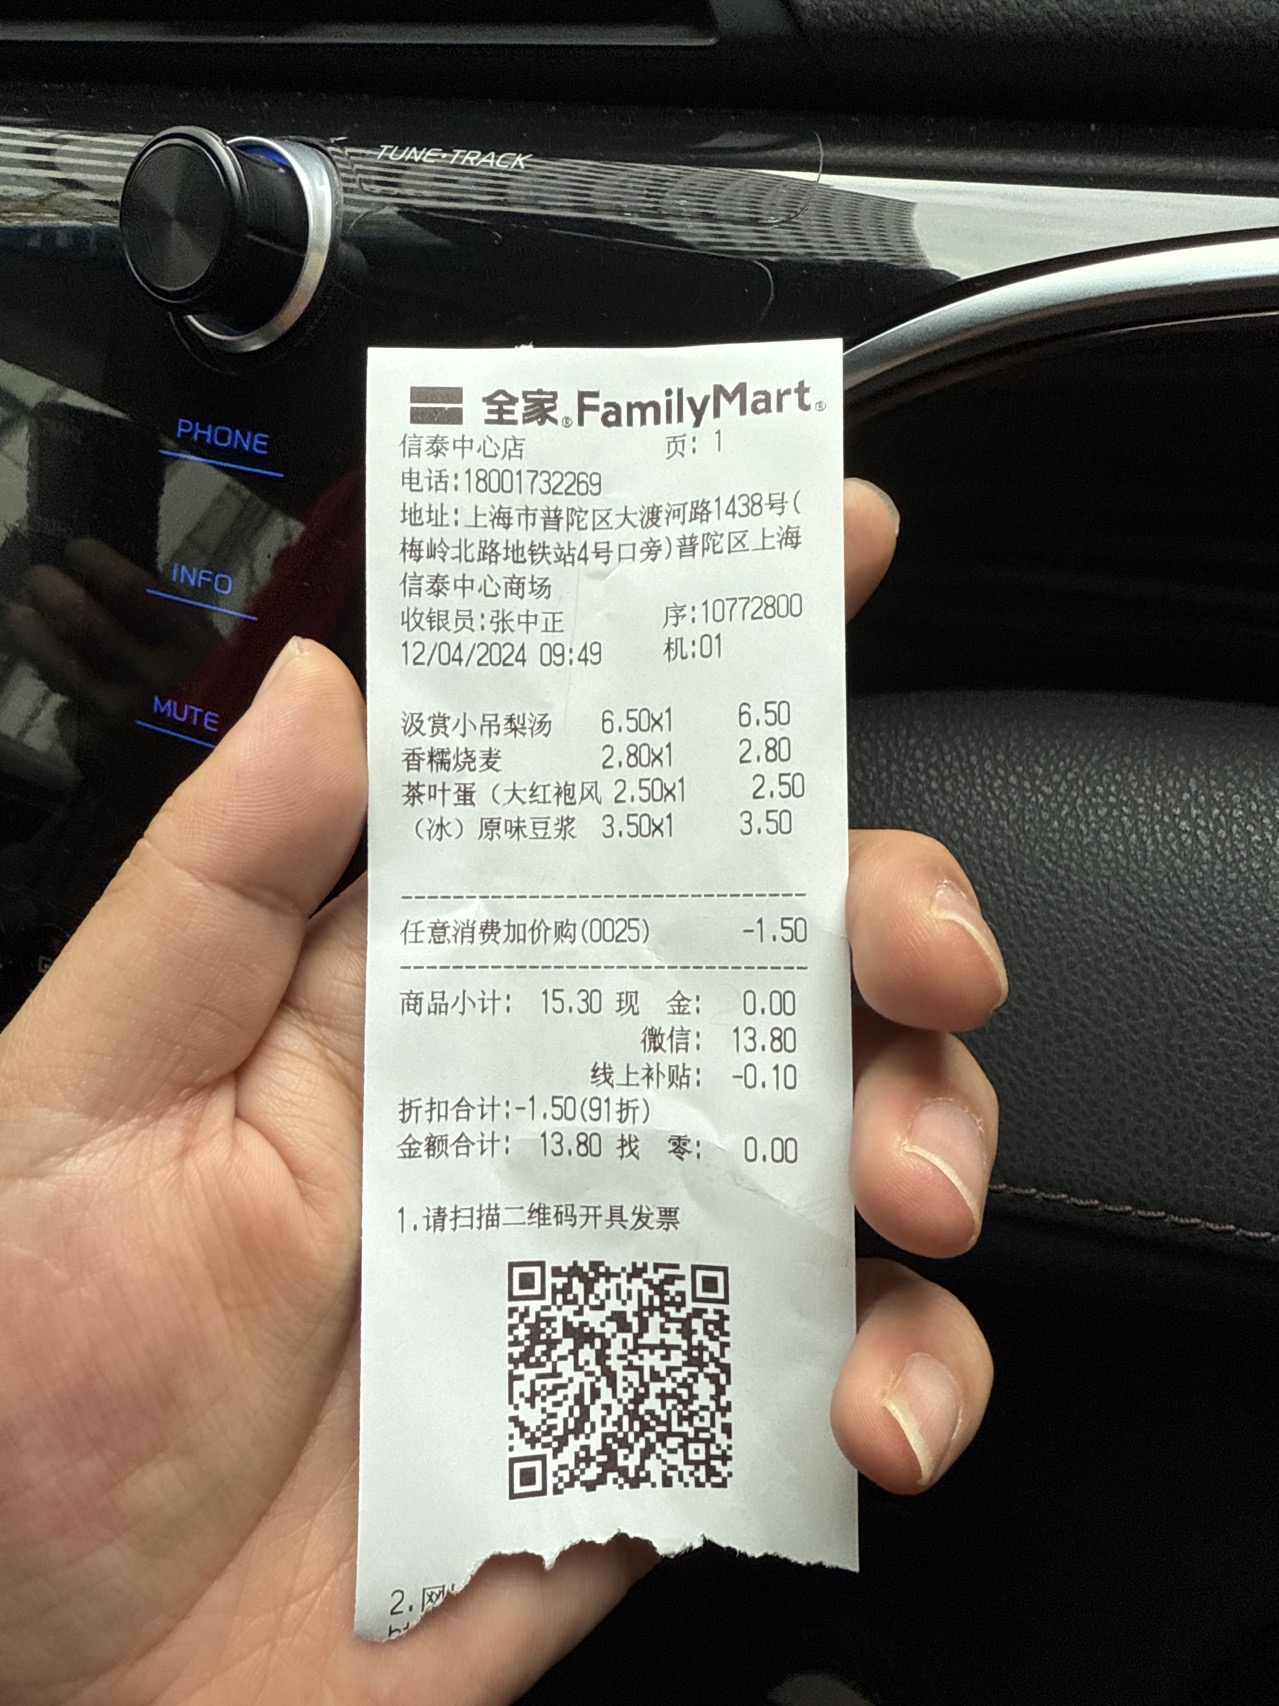 TUNE•TRACK
PHONE
INFO
MUTE
全家®FamilyMart®
信泰中心店 页: 1
电话:18001732269
地址:上海市普陀区大渡河路1438号(
梅岭北路地铁站4号口旁)普陀区上海
信泰中心商场
收银员:张中正 序:10772800
12/04/2024 09:49 机:01
汲赏小吊梨汤 6.50x1 6.50
香糯烧麦 2.80x1 2.80
茶叶蛋（大红袍风 2.50x1 2.50
（冰）原味豆浆 3.50x1 3.50
任意消费加价购(0025) -1.50
商品小计: 15.30 现 金: 0.00
微信: 13.80
线上补贴: -0.10
折扣合计:-1.50(91折)
金额合计: 13.80 找 零: 0.00
1.请扫描二维码开具发票
2.网